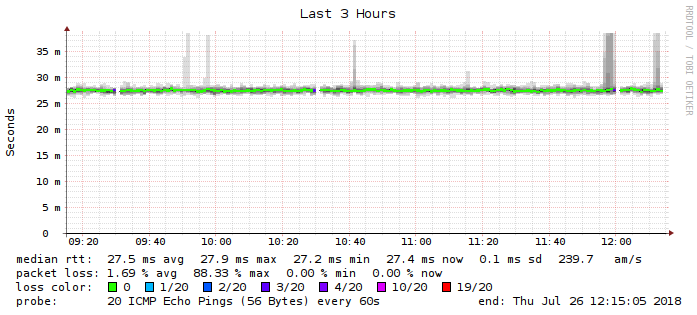 Last 3 Hours
RRDTOOL / TOBI OETIKER
Seconds
35 m
30 m
25 m
20 m
15 m
10 m
5 m
0
09:20 09:40 10:00 10:20 10:40 11:00 11:20 11:40 12:00
median rtt: 27.5 ms avg 27.9 ms max 27.2 ms min 27.4 ms now 0.1 ms sd 239.7 am/s
packet loss: 1.69 % avg 88.33 % max 0.00 % min 0.00 % now
loss color: 0 1/20 2/20 3/20 4/20 10/20 19/20
probe: 20 ICMP Echo Pings (56 Bytes) every 60s end: Thu Jul 26 12:15:05 2018